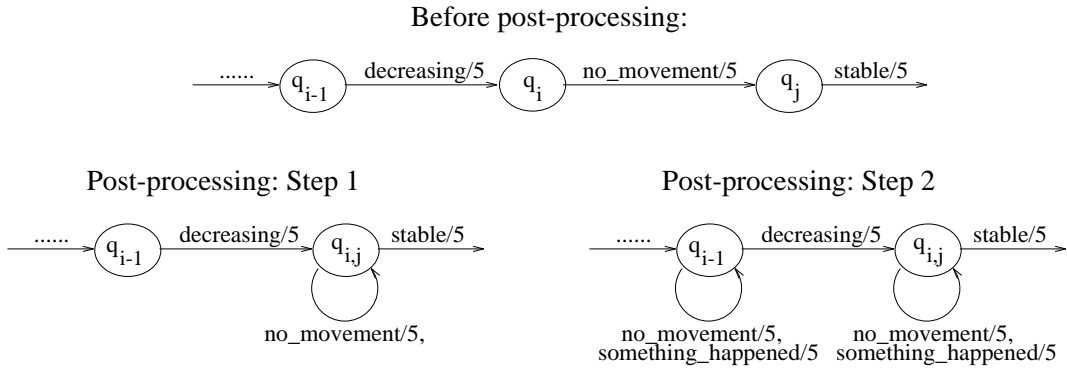 Before post-processing:
...... q_{i-1} decreasing/5 q_i no_movement/5 q_j stable/5
Post-processing: Step 1
...... q_{i-1} decreasing/5 q_{i,j} stable/5
no_movement/5,
Post-processing: Step 2
...... q_{i-1} decreasing/5 q_{i,j} stable/5
no_movement/5, no_movement/5,
something_happened/5 something_happened/5